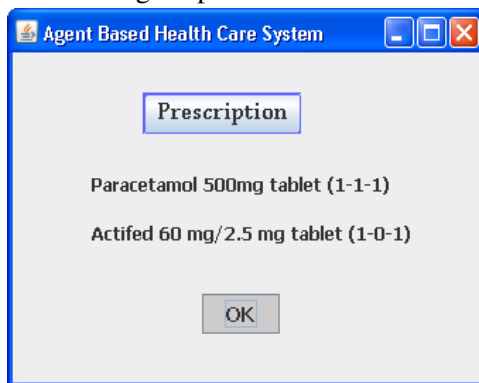 Agent Based Health Care System
Prescription
Paracetamol 500mg tablet (1-1-1)
Actifed 60 mg/2.5 mg tablet (1-0-1)
OK